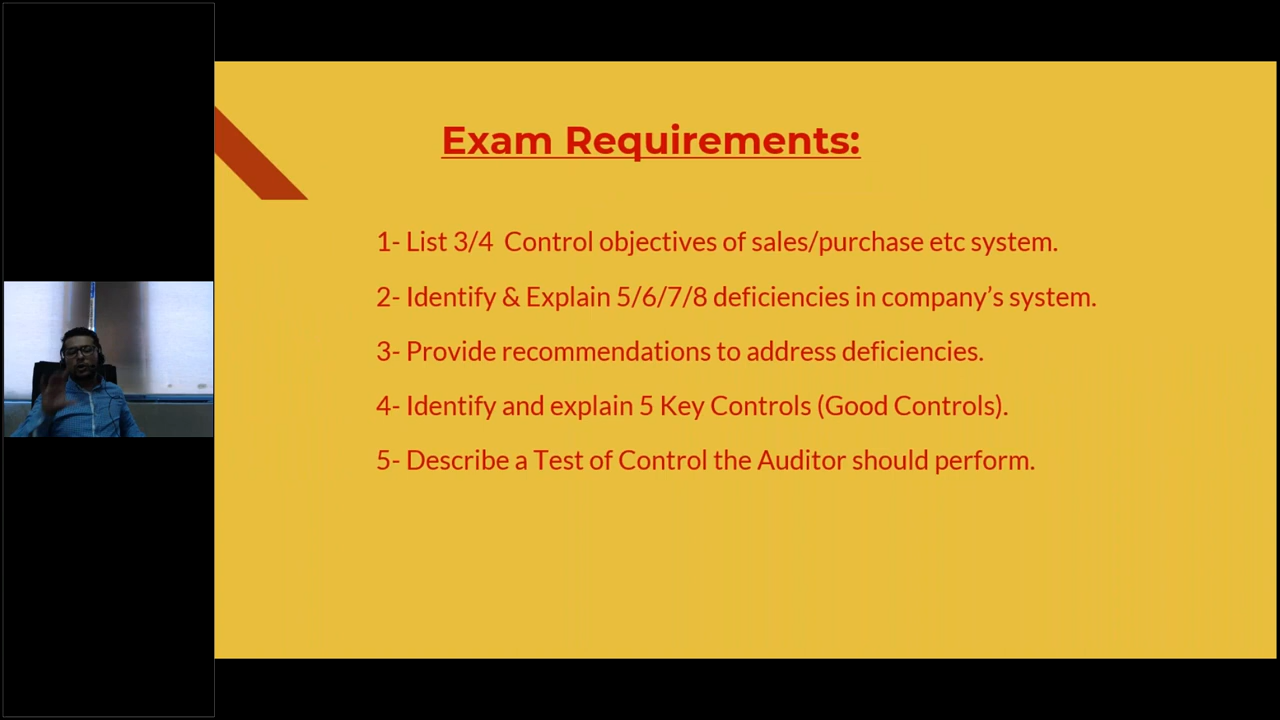 Exam Requirements:
1- List 3/4 Control objectives of sales/purchase etc system.
2- Identify & Explain 5/6/7/8 deficiencies in company’s system.
3- Provide recommendations to address deficiencies.
4- Identify and explain 5 Key Controls (Good Controls).
5- Describe a Test of Control the Auditor should perform.